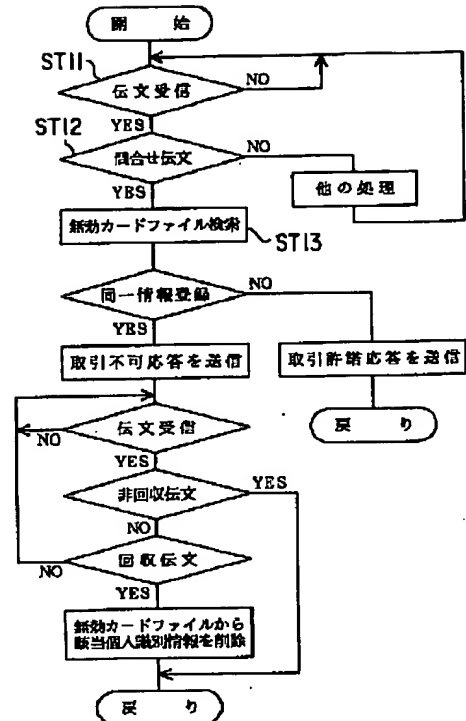 開 始
ST11
伝文受信
NO
YES
ST12
問合せ伝文
NO
YES
他の処理
無効カードファイル検索
ST13
同一情報登録
NO
YES
取引不可応答を送信
取引許諾応答を送信
戻 り
伝文受信
NO
YES
非回収伝文
YES
NO
回収伝文
NO
YES
無効カードファイルから
該当個人識別情報を削除
戻 り